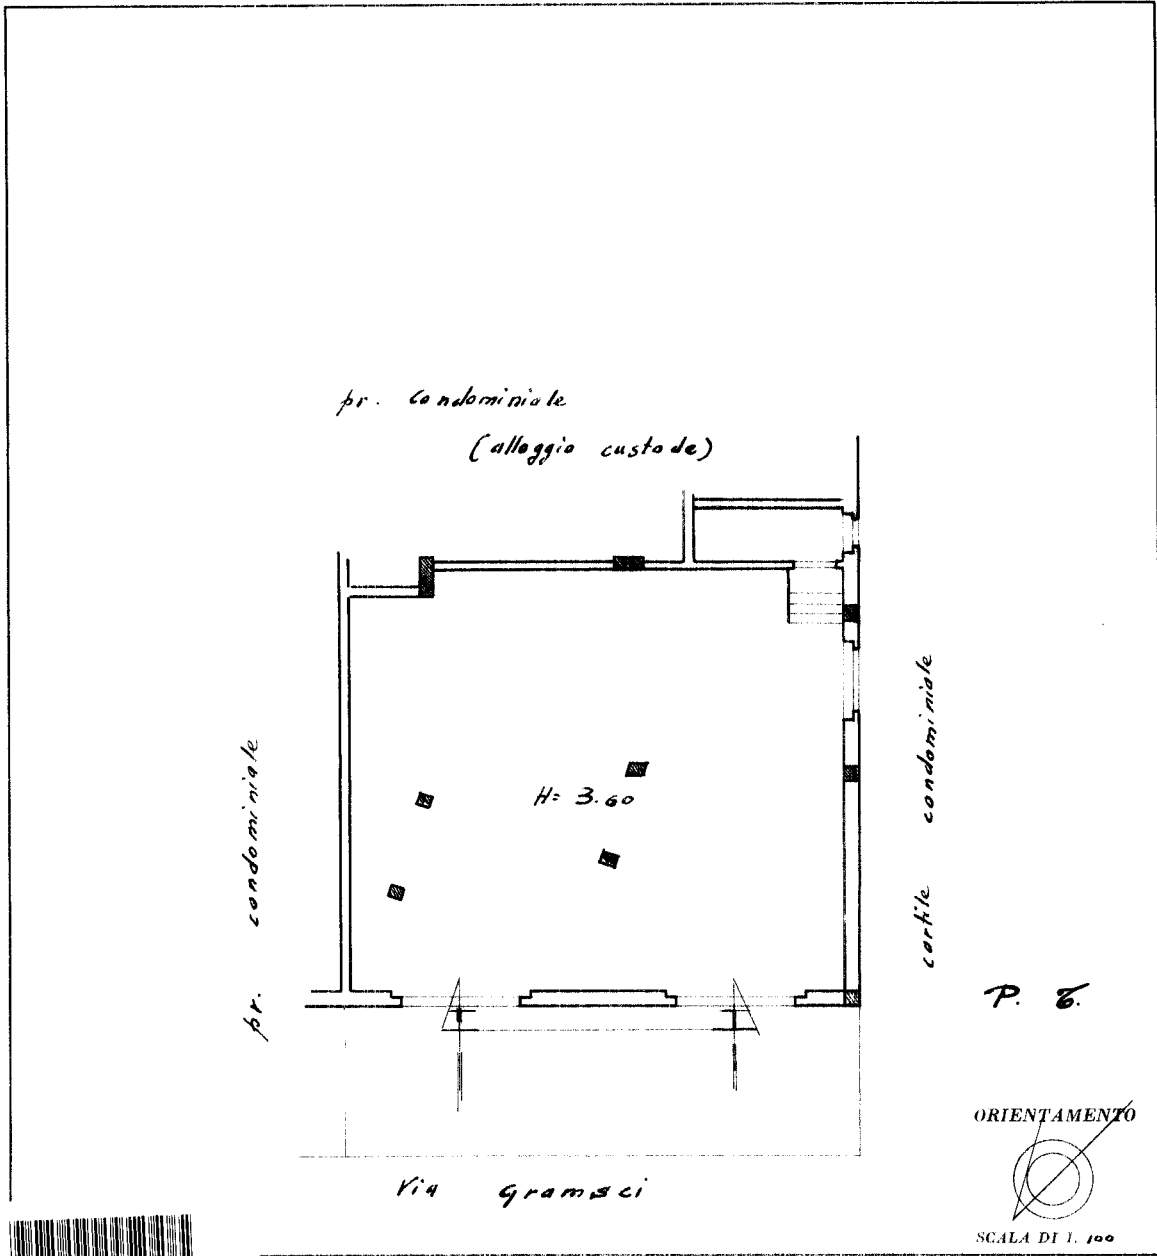 pr. condominiale
(alloggio custode)
pr. condominiale
H= 3.60
cortile condominiale
P. T.
Via Gramsci
ORIENTAMENTO
SCALA DI 1. 100